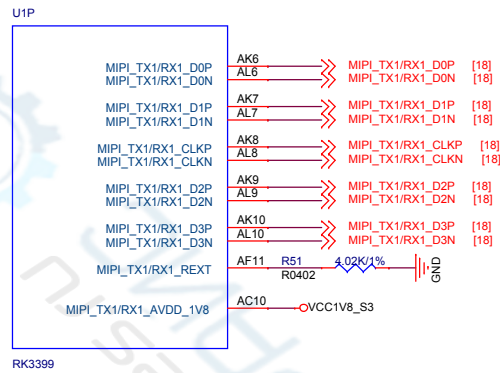 U1P
MIPI_TX1/RX1_D0P AK6 MIPI_TX1/RX1_D0P [18]
MIPI_TX1/RX1_D0N AL6 MIPI_TX1/RX1_D0N [18]
MIPI_TX1/RX1_D1P AK7 MIPI_TX1/RX1_D1P [18]
MIPI_TX1/RX1_D1N AL7 MIPI_TX1/RX1_D1N [18]
MIPI_TX1/RX1_CLKP AK8 MIPI_TX1/RX1_CLKP [18]
MIPI_TX1/RX1_CLKN AL8 MIPI_TX1/RX1_CLKN [18]
MIPI_TX1/RX1_D2P AK9 MIPI_TX1/RX1_D2P [18]
MIPI_TX1/RX1_D2N AL9 MIPI_TX1/RX1_D2N [18]
MIPI_TX1/RX1_D3P AK10 MIPI_TX1/RX1_D3P [18]
MIPI_TX1/RX1_D3N AL10 MIPI_TX1/RX1_D3N [18]
MIPI_TX1/RX1_REXT AF11 R51 4.02K/1% GND
R0402
MIPI_TX1/RX1_AVDD_1V8 AC10 VCC1V8_S3
RK3399